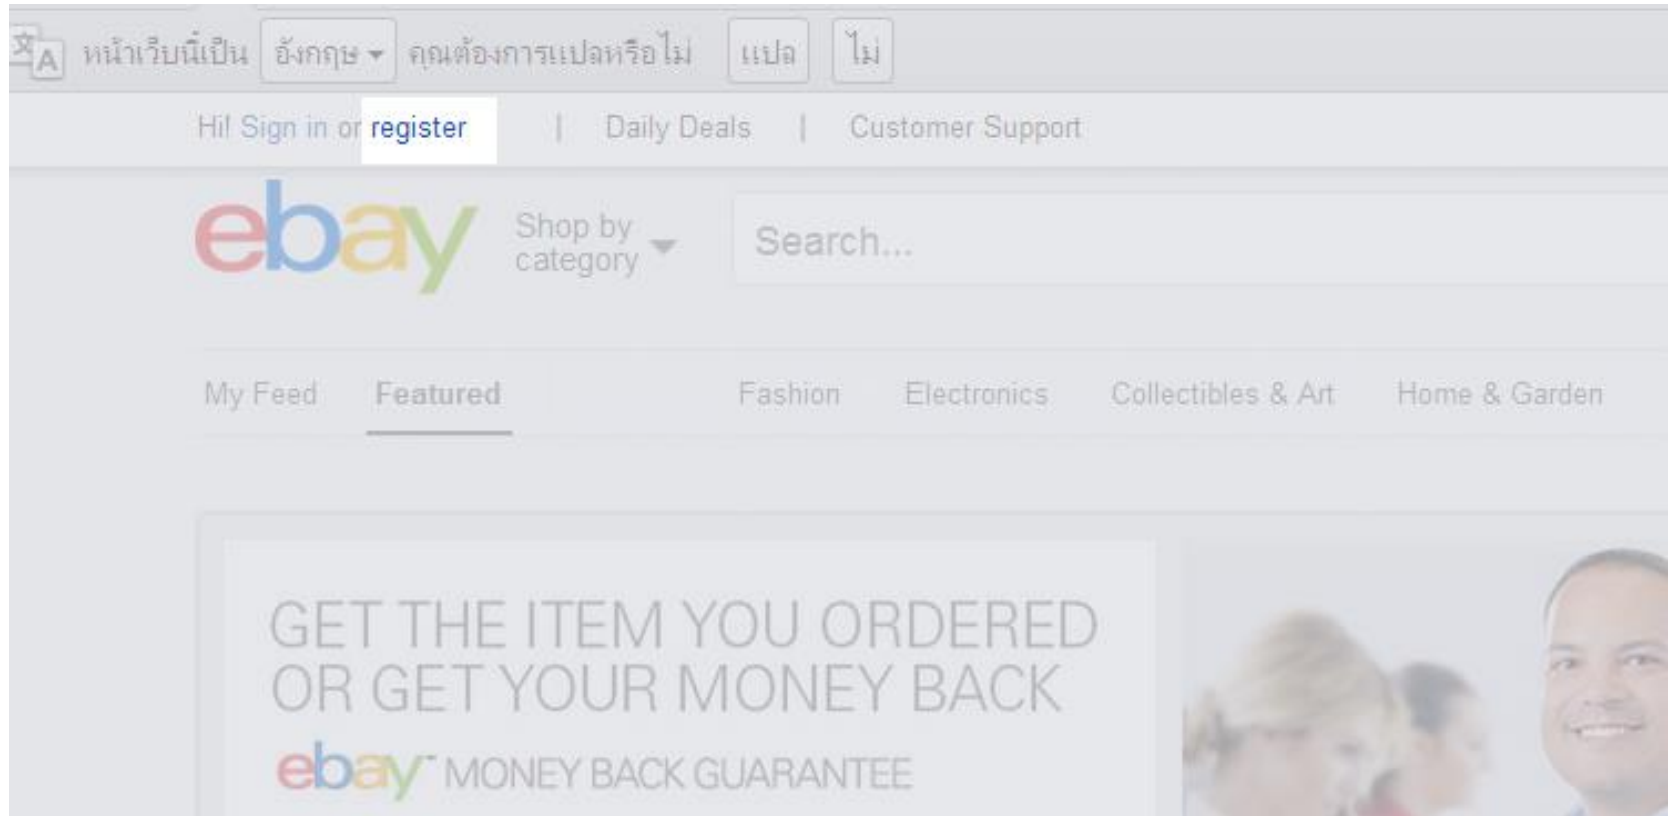 หน้าเว็บนี้เป็น อังกฤษ คุณต้องการแปลหรือไม่ แปล ไม่
Hi! Sign in or register | Daily Deals | Customer Support
ebay Shop by category Search...
My Feed Featured Fashion Electronics Collectibles & Art Home & Garden
GET THE ITEM YOU ORDERED
OR GET YOUR MONEY BACK
ebay™ MONEY BACK GUARANTEE